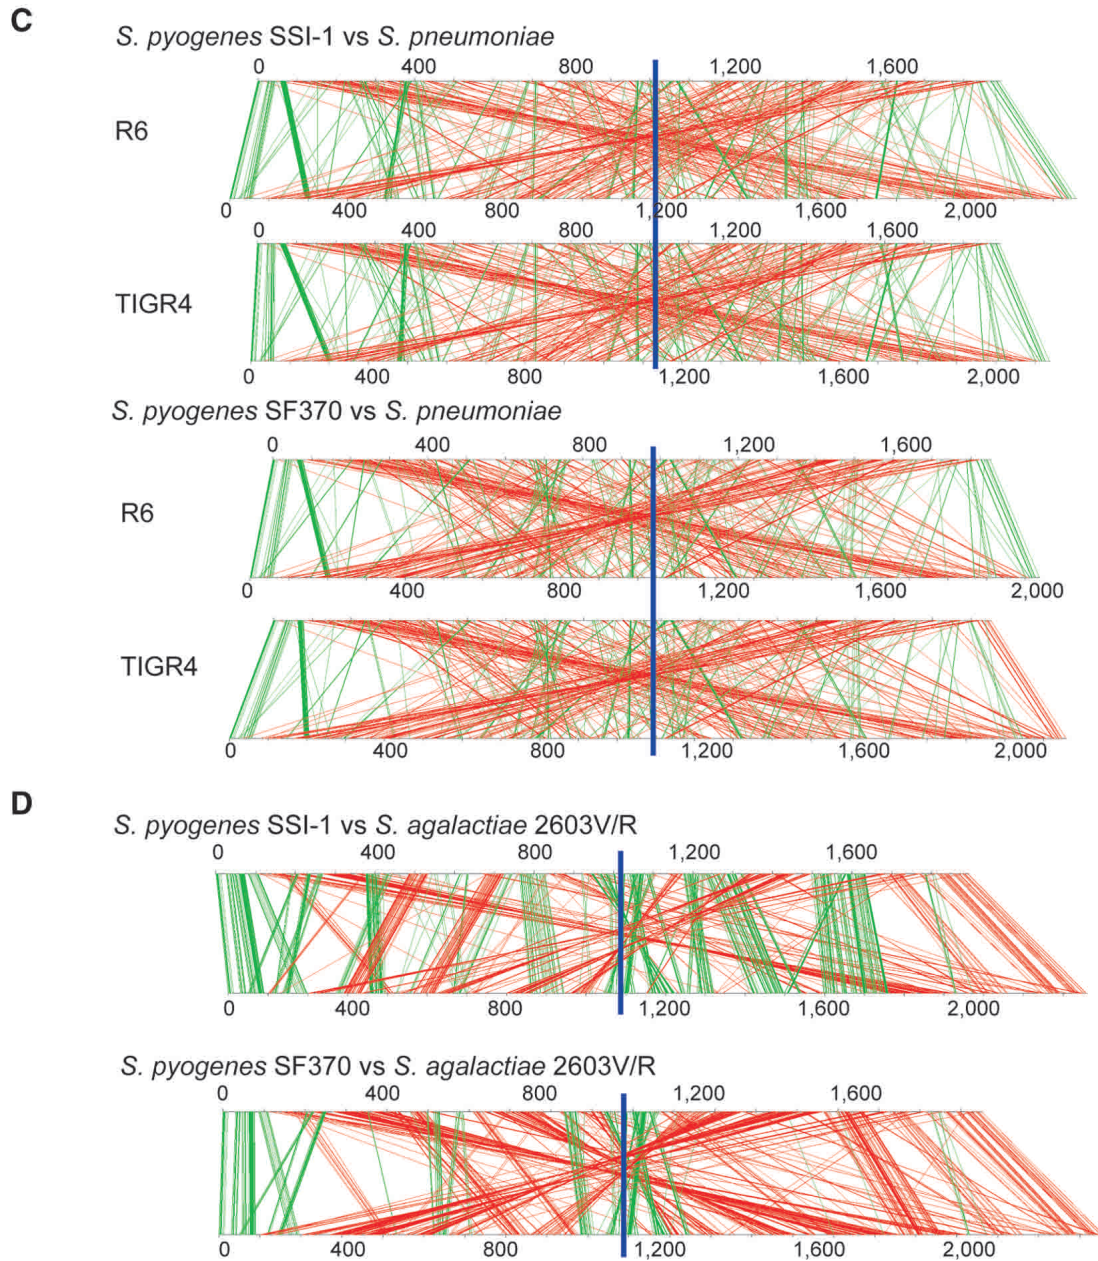 C
S. pyogenes SSI-1 vs S. pneumoniae
0 400 800 1,200 1,600
R6
0 400 800 1,200 1,600 2,000
0 400 800 1,200 1,600
TIGR4
0 400 800 1,200 1,600 2,000
S. pyogenes SF370 vs S. pneumoniae
0 400 800 1,200 1,600
R6
0 400 800 1,200 1,600 2,000
TIGR4
0 400 800 1,200 1,600 2,000
D
S. pyogenes SSI-1 vs S. agalactiae 2603V/R
0 400 800 1,200 1,600
0 400 800 1,200 1,600 2,000
S. pyogenes SF370 vs S. agalactiae 2603V/R
0 400 800 1,200 1,600
0 400 800 1,200 1,600 2,000